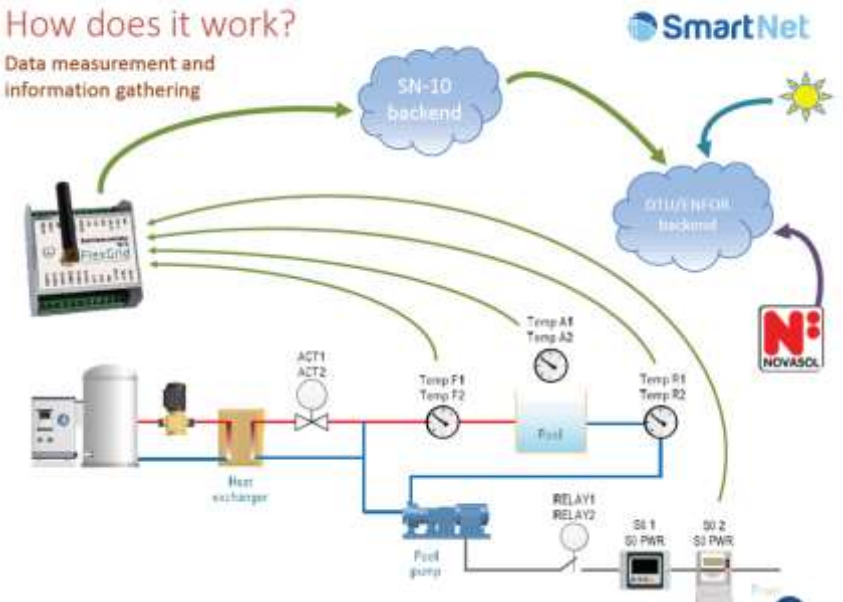 How does it work?
SmartNet
Data measurement and
information gathering
SN-10
backend
DTU/ENFOR
backend
FlexGrid
N:
NOVASOL
Temp A1
Temp A2
ACT1
ACT2
Temp F1
Temp F2
Temp R1
Temp R2
Pool
Heat
exchanger
Pool
pump
RELAY1
RELAY2
S0 1
S0 PWR
S0 2
S0 PWR